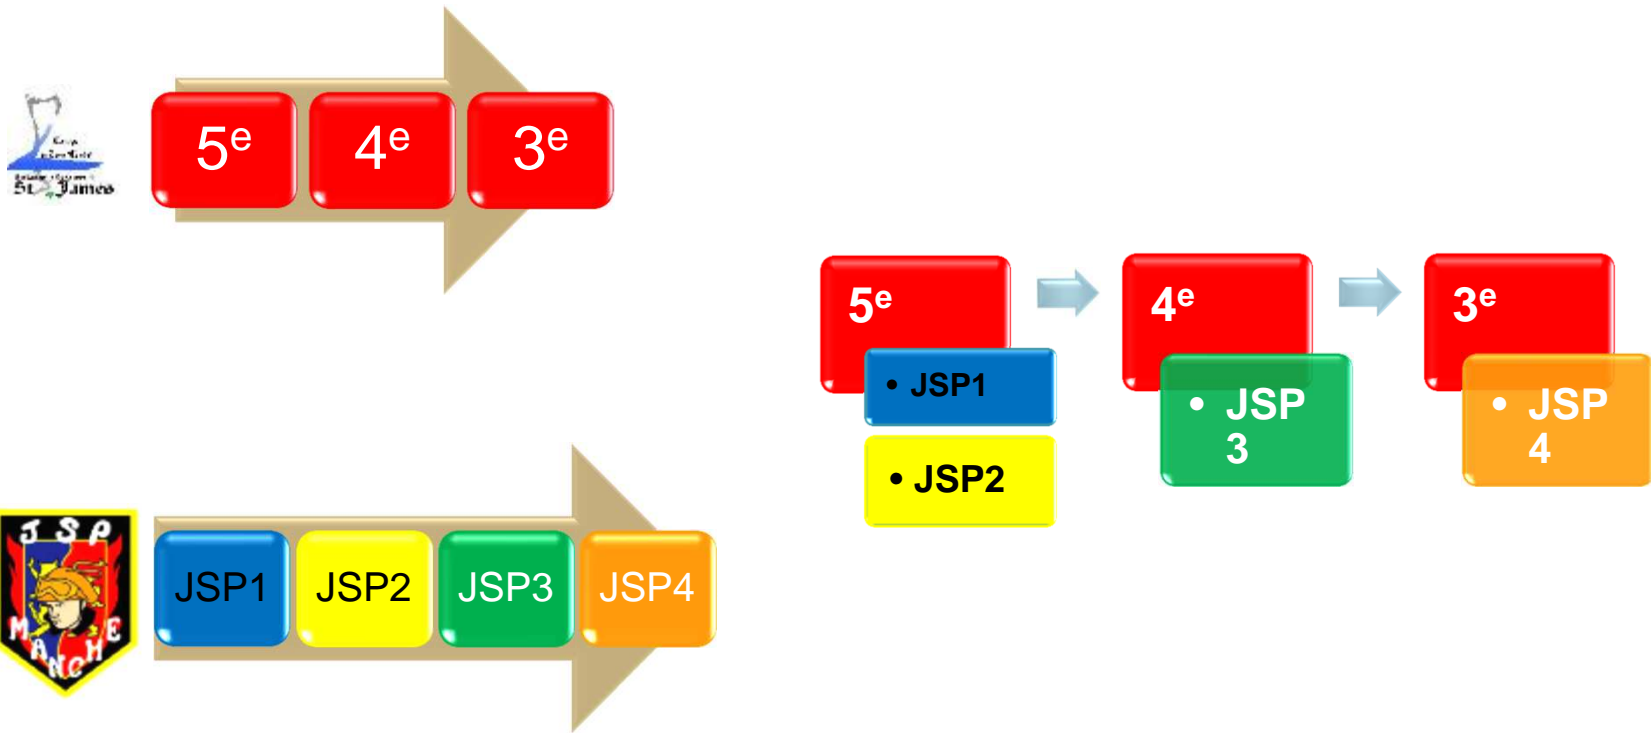 5e
4e
3e
St James
5e
4e
3e
• JSP1
• JSP
3
• JSP
4
• JSP2
JSP
MANCHE
JSP1
JSP2
JSP3
JSP4